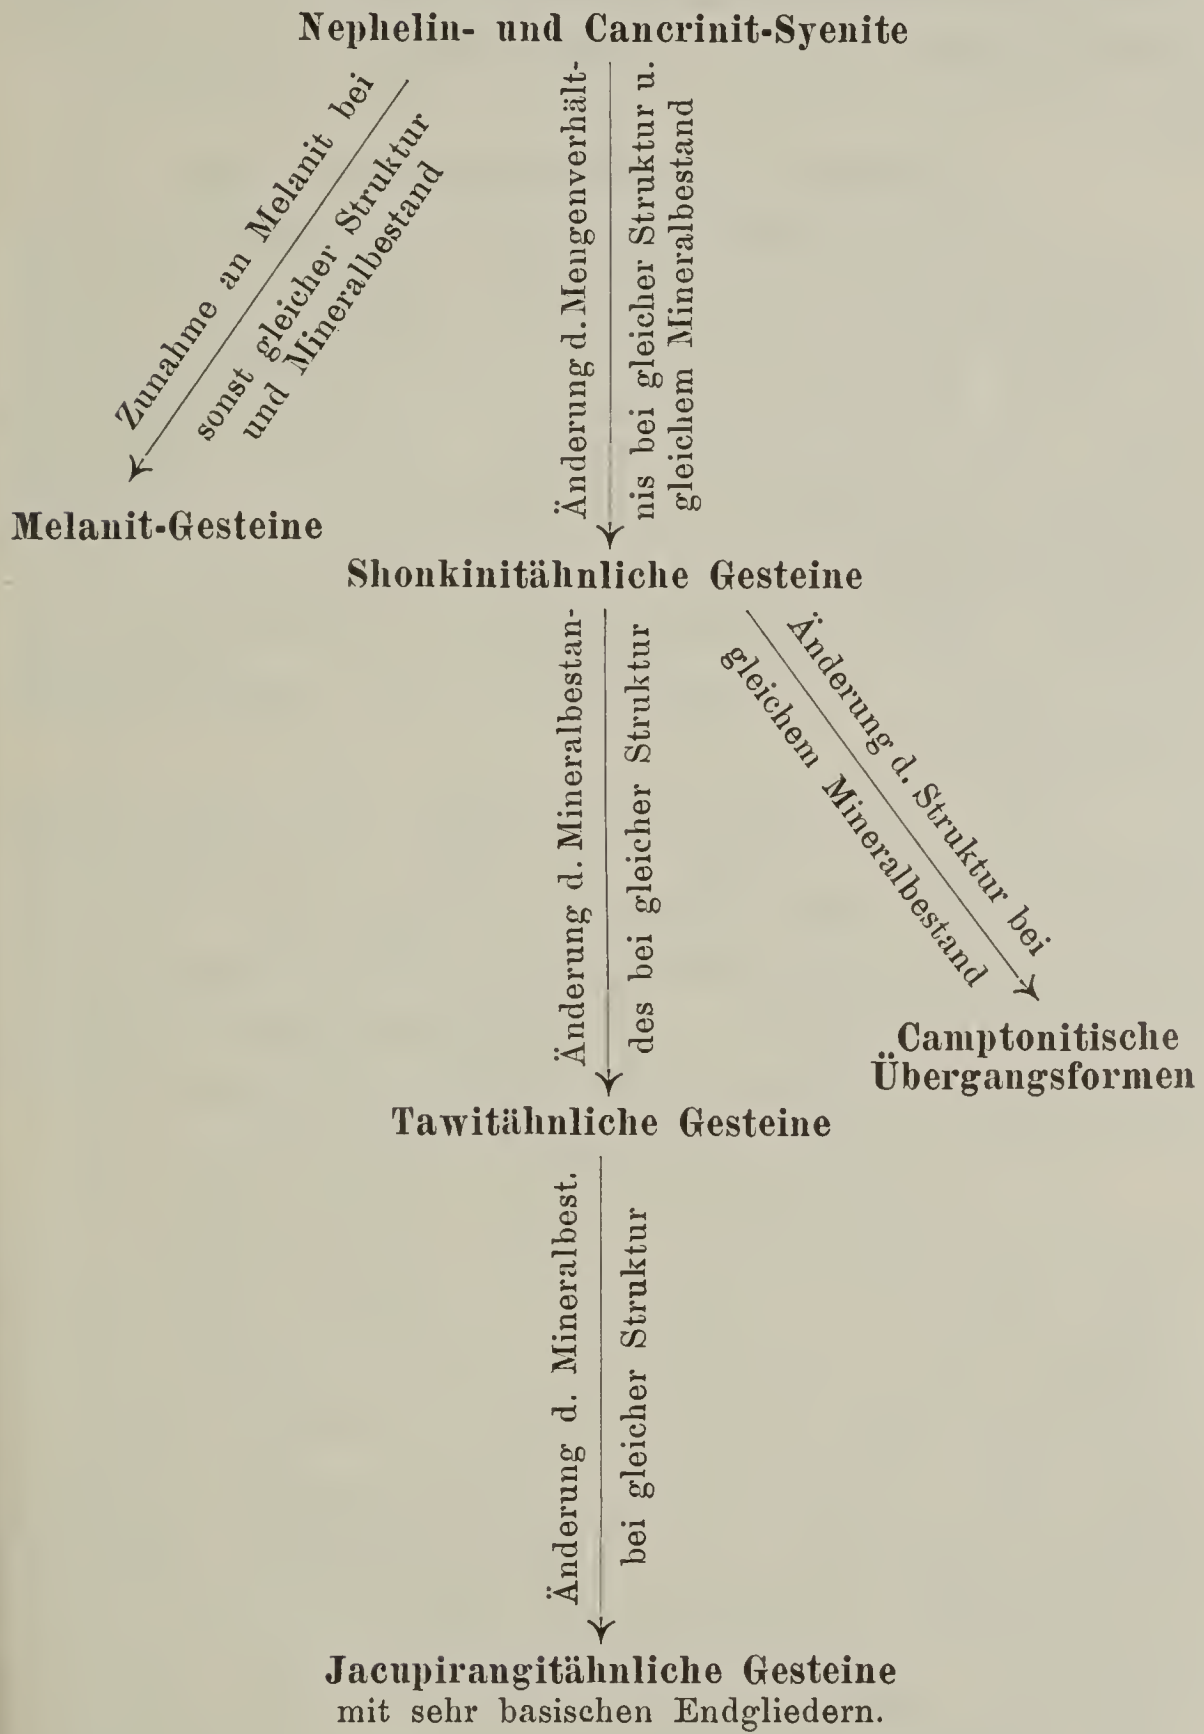 Nephelin- und Cancrinit-Syenite
Zunahme an Melanit bei
sonst gleicher Struktur
und Mineralbestand
Änderung d. Mengenverhält-
nis bei gleicher Struktur u.
gleichem Mineralbestand
Melanit-Gesteine
Shonkinitähnliche Gesteine
Änderung d. Mineralbestan-
des bei gleicher Struktur
Änderung d. Struktur bei
gleichem Mineralbestand
Camptonitische
Übergangsformen
Tawitähnliche Gesteine
Änderung d. Mineralbest.
bei gleicher Struktur
Jacupirangitähnliche Gesteine
mit sehr basischen Endgliedern.